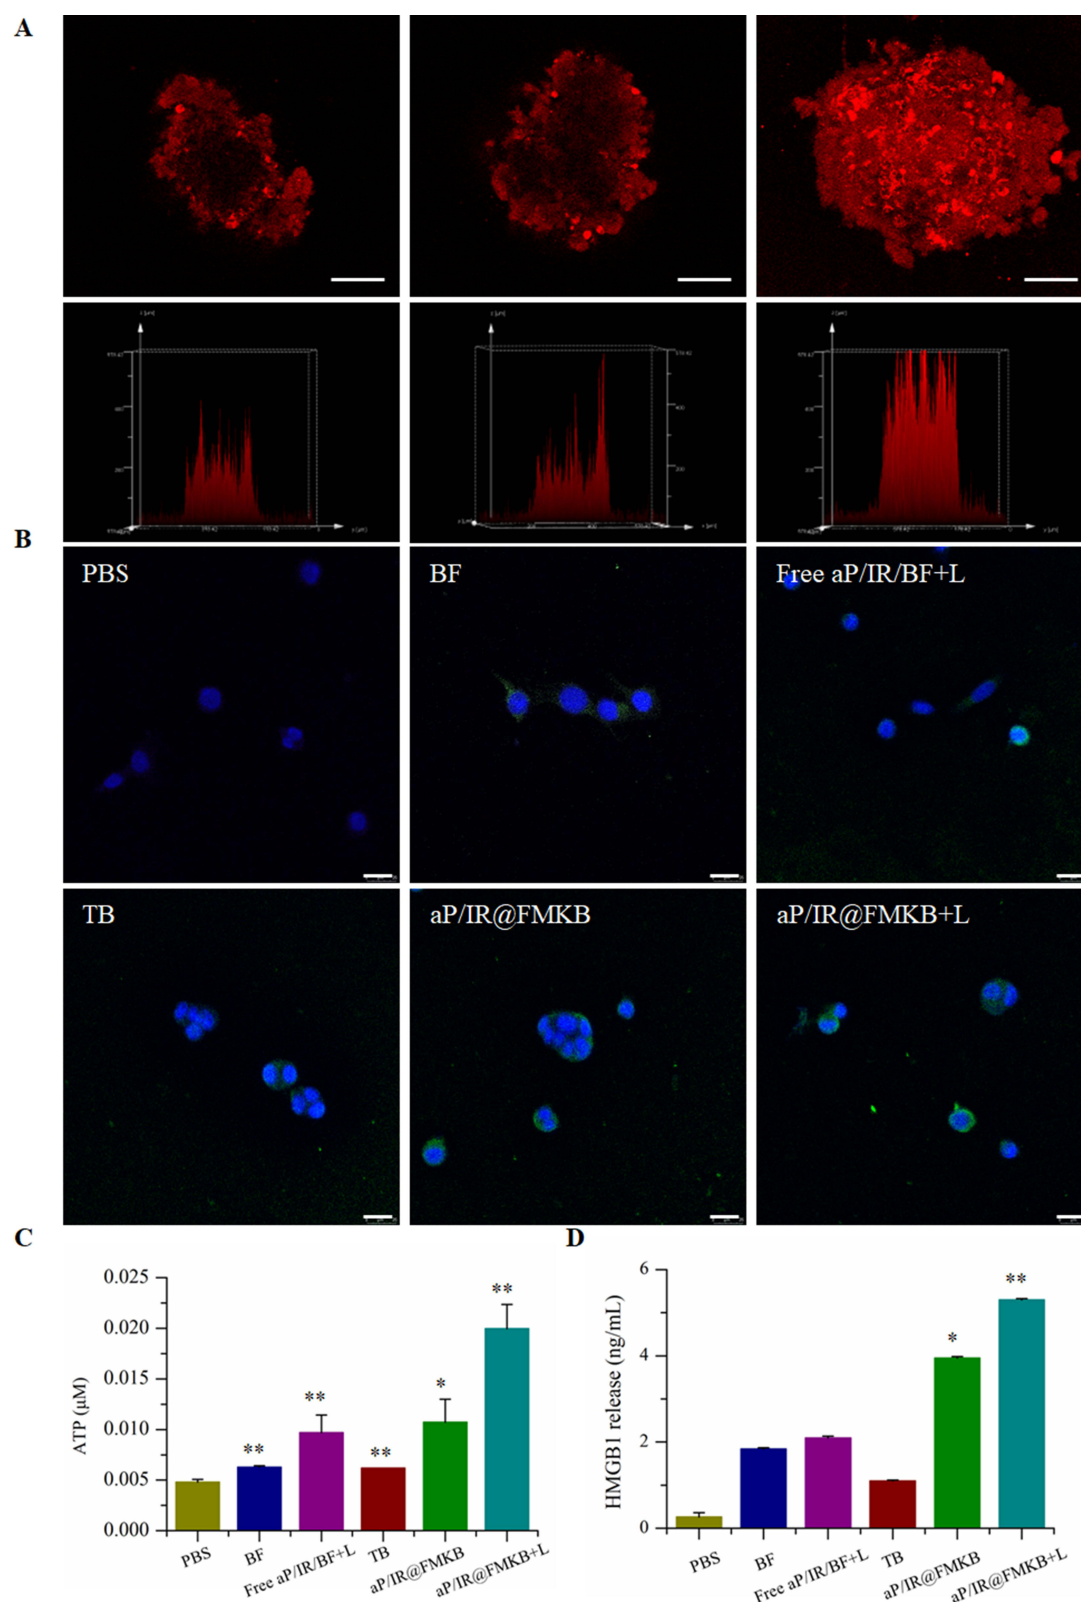 A
B
PBS
BF
Free aP/IR/BF+L
TB
aP/IR@FMKB
aP/IR@FMKB+L
C
D
0.025
0.020
0.015
0.010
0.005
0.000
ATP (μM)
**
**
**
*
**
PBS
BF
Free aP/IR/BF+L
TB
aP/IR@FMKB
aP/IR@FMKB+L
6
4
2
0
HMGB1 release (ng/mL)
*
**
PBS
BF
Free aP/IR/BF+L
TB
aP/IR@FMKB
aP/IR@FMKB+L